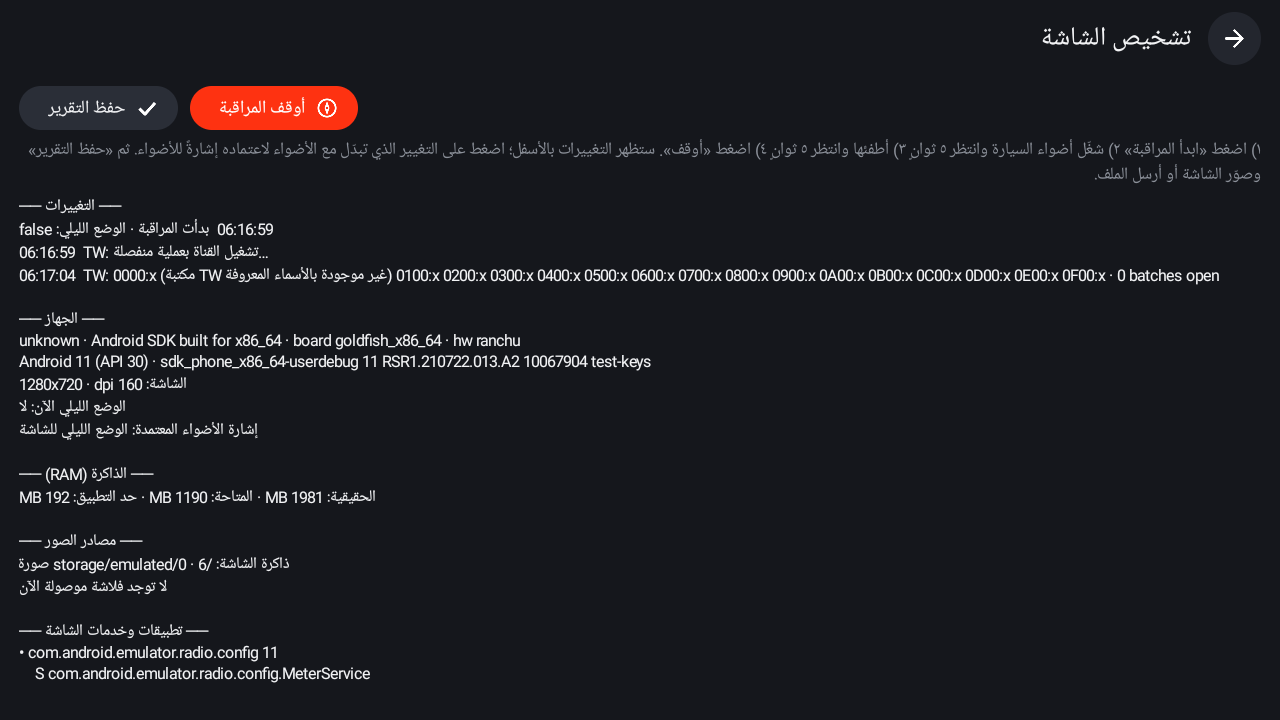 تشخيص الشاشة
أوقف المراقبة
حفظ التقرير
١) اضغط «ابدأ المراقبة» ٢) شغّل أضواء السيارة وانتظر ٥ ثوانٍ ٣) أطفئها وانتظر ٥ ثوانٍ ٤) اضغط «أوقف». ستظهر التغييرات بالأسفل؛ اضغط على التغيير الذي تبدّل مع الأضواء لاعتماده إشارةً للأضواء. ثم «حفظ التقرير»
وصوّر الشاشة أو أرسل الملف.
── التغييرات ──
06:16:59  بدأت المراقبة · الوضع الليلي: false
06:16:59  TW: تشغيل القناة بعملية منفصلة…
06:17:04  TW: 0000:x (مكتبة TW غير موجودة بالأسماء المعروفة) 0100:x 0200:x 0300:x 0400:x 0500:x 0600:x 0700:x 0800:x 0900:x 0A00:x 0B00:x 0C00:x 0D00:x 0E00:x 0F00:x · 0 batches open
── الجهاز ──
unknown · Android SDK built for x86_64 · board goldfish_x86_64 · hw ranchu
Android 11 (API 30) · sdk_phone_x86_64-userdebug 11 RSR1.210722.013.A2 10067904 test-keys
الشاشة: 1280x720 · dpi 160
الوضع الليلي الآن: لا
إشارة الأضواء المعتمدة: الوضع الليلي للشاشة
── الذاكرة (RAM) ──
الحقيقية: 1981 MB · المتاحة: 1190 MB · حد التطبيق: 192 MB
── مصادر الصور ──
ذاكرة الشاشة: /storage/emulated/0 · 6 صورة
لا توجد فلاشة موصولة الآن
── تطبيقات وخدمات الشاشة ──
• com.android.emulator.radio.config 11
S com.android.emulator.radio.config.MeterService